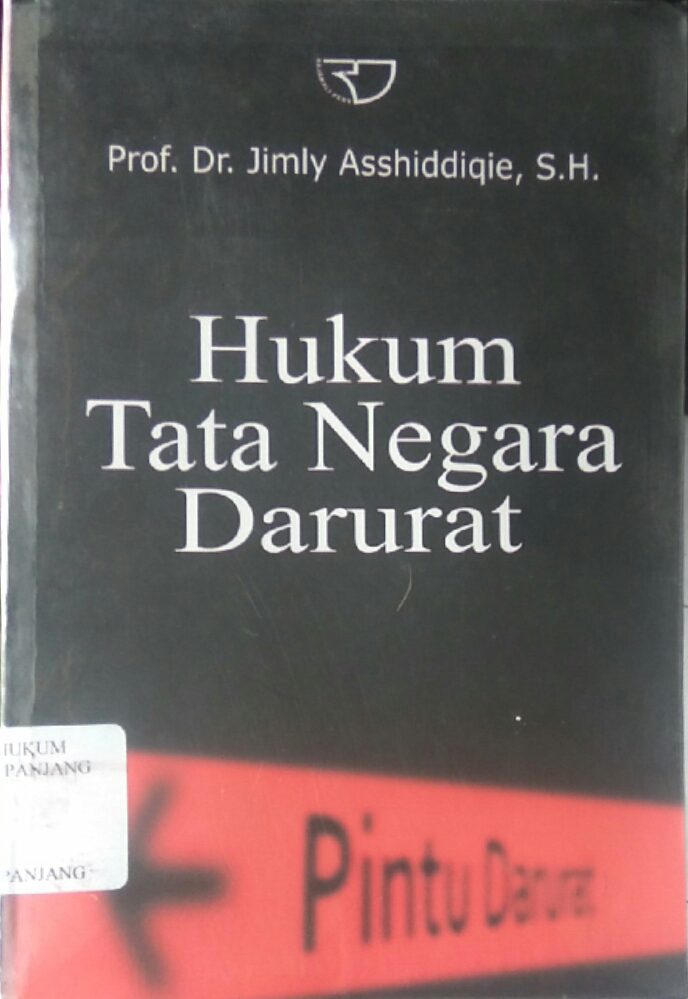 Prof. Dr. Jimly Asshiddiqie, S.H.
Hukum
Tata Negara
Darurat
HUKUM
PANJANG
PANJANG
Pintu Darurat